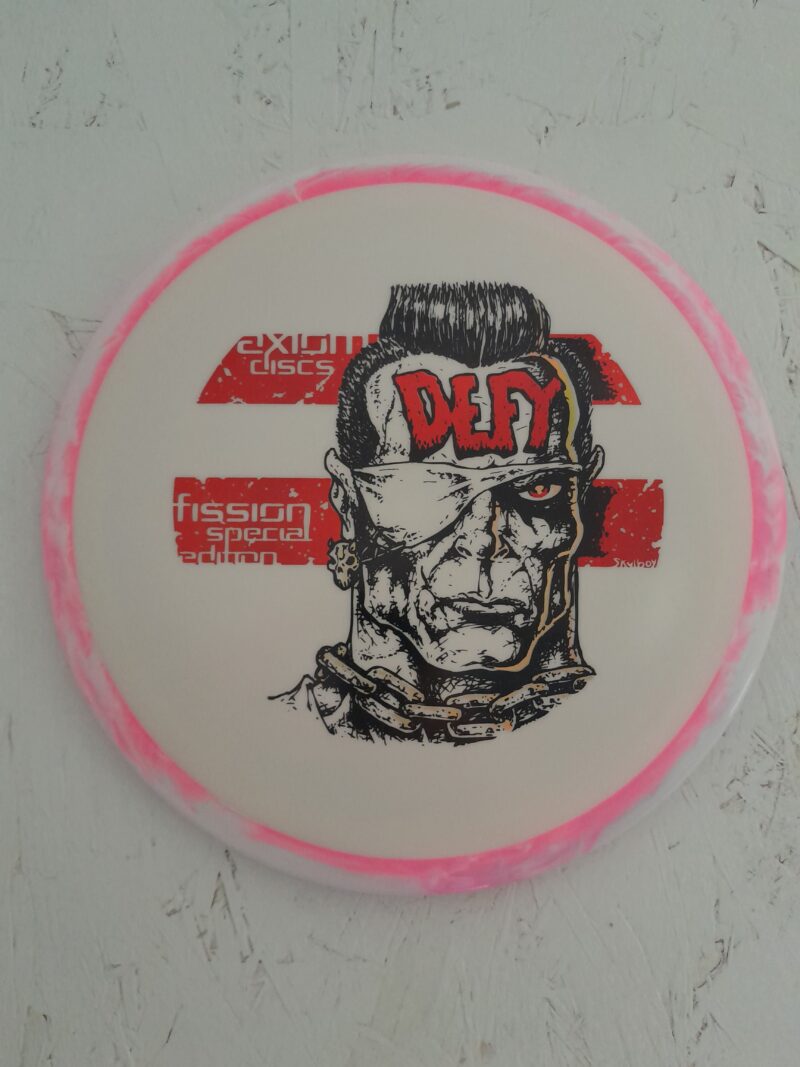 axiom
discs
DEFY
fission
special
edition
Skulboy